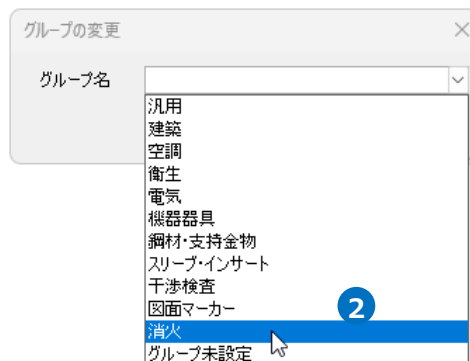 グループの変更
グループ名
汎用
建築
空調
衛生
電気
機器器具
鋼材・支持金物
スリーブ・インサート
干渉検査
図面マーカー
2
消火
グループ未設定